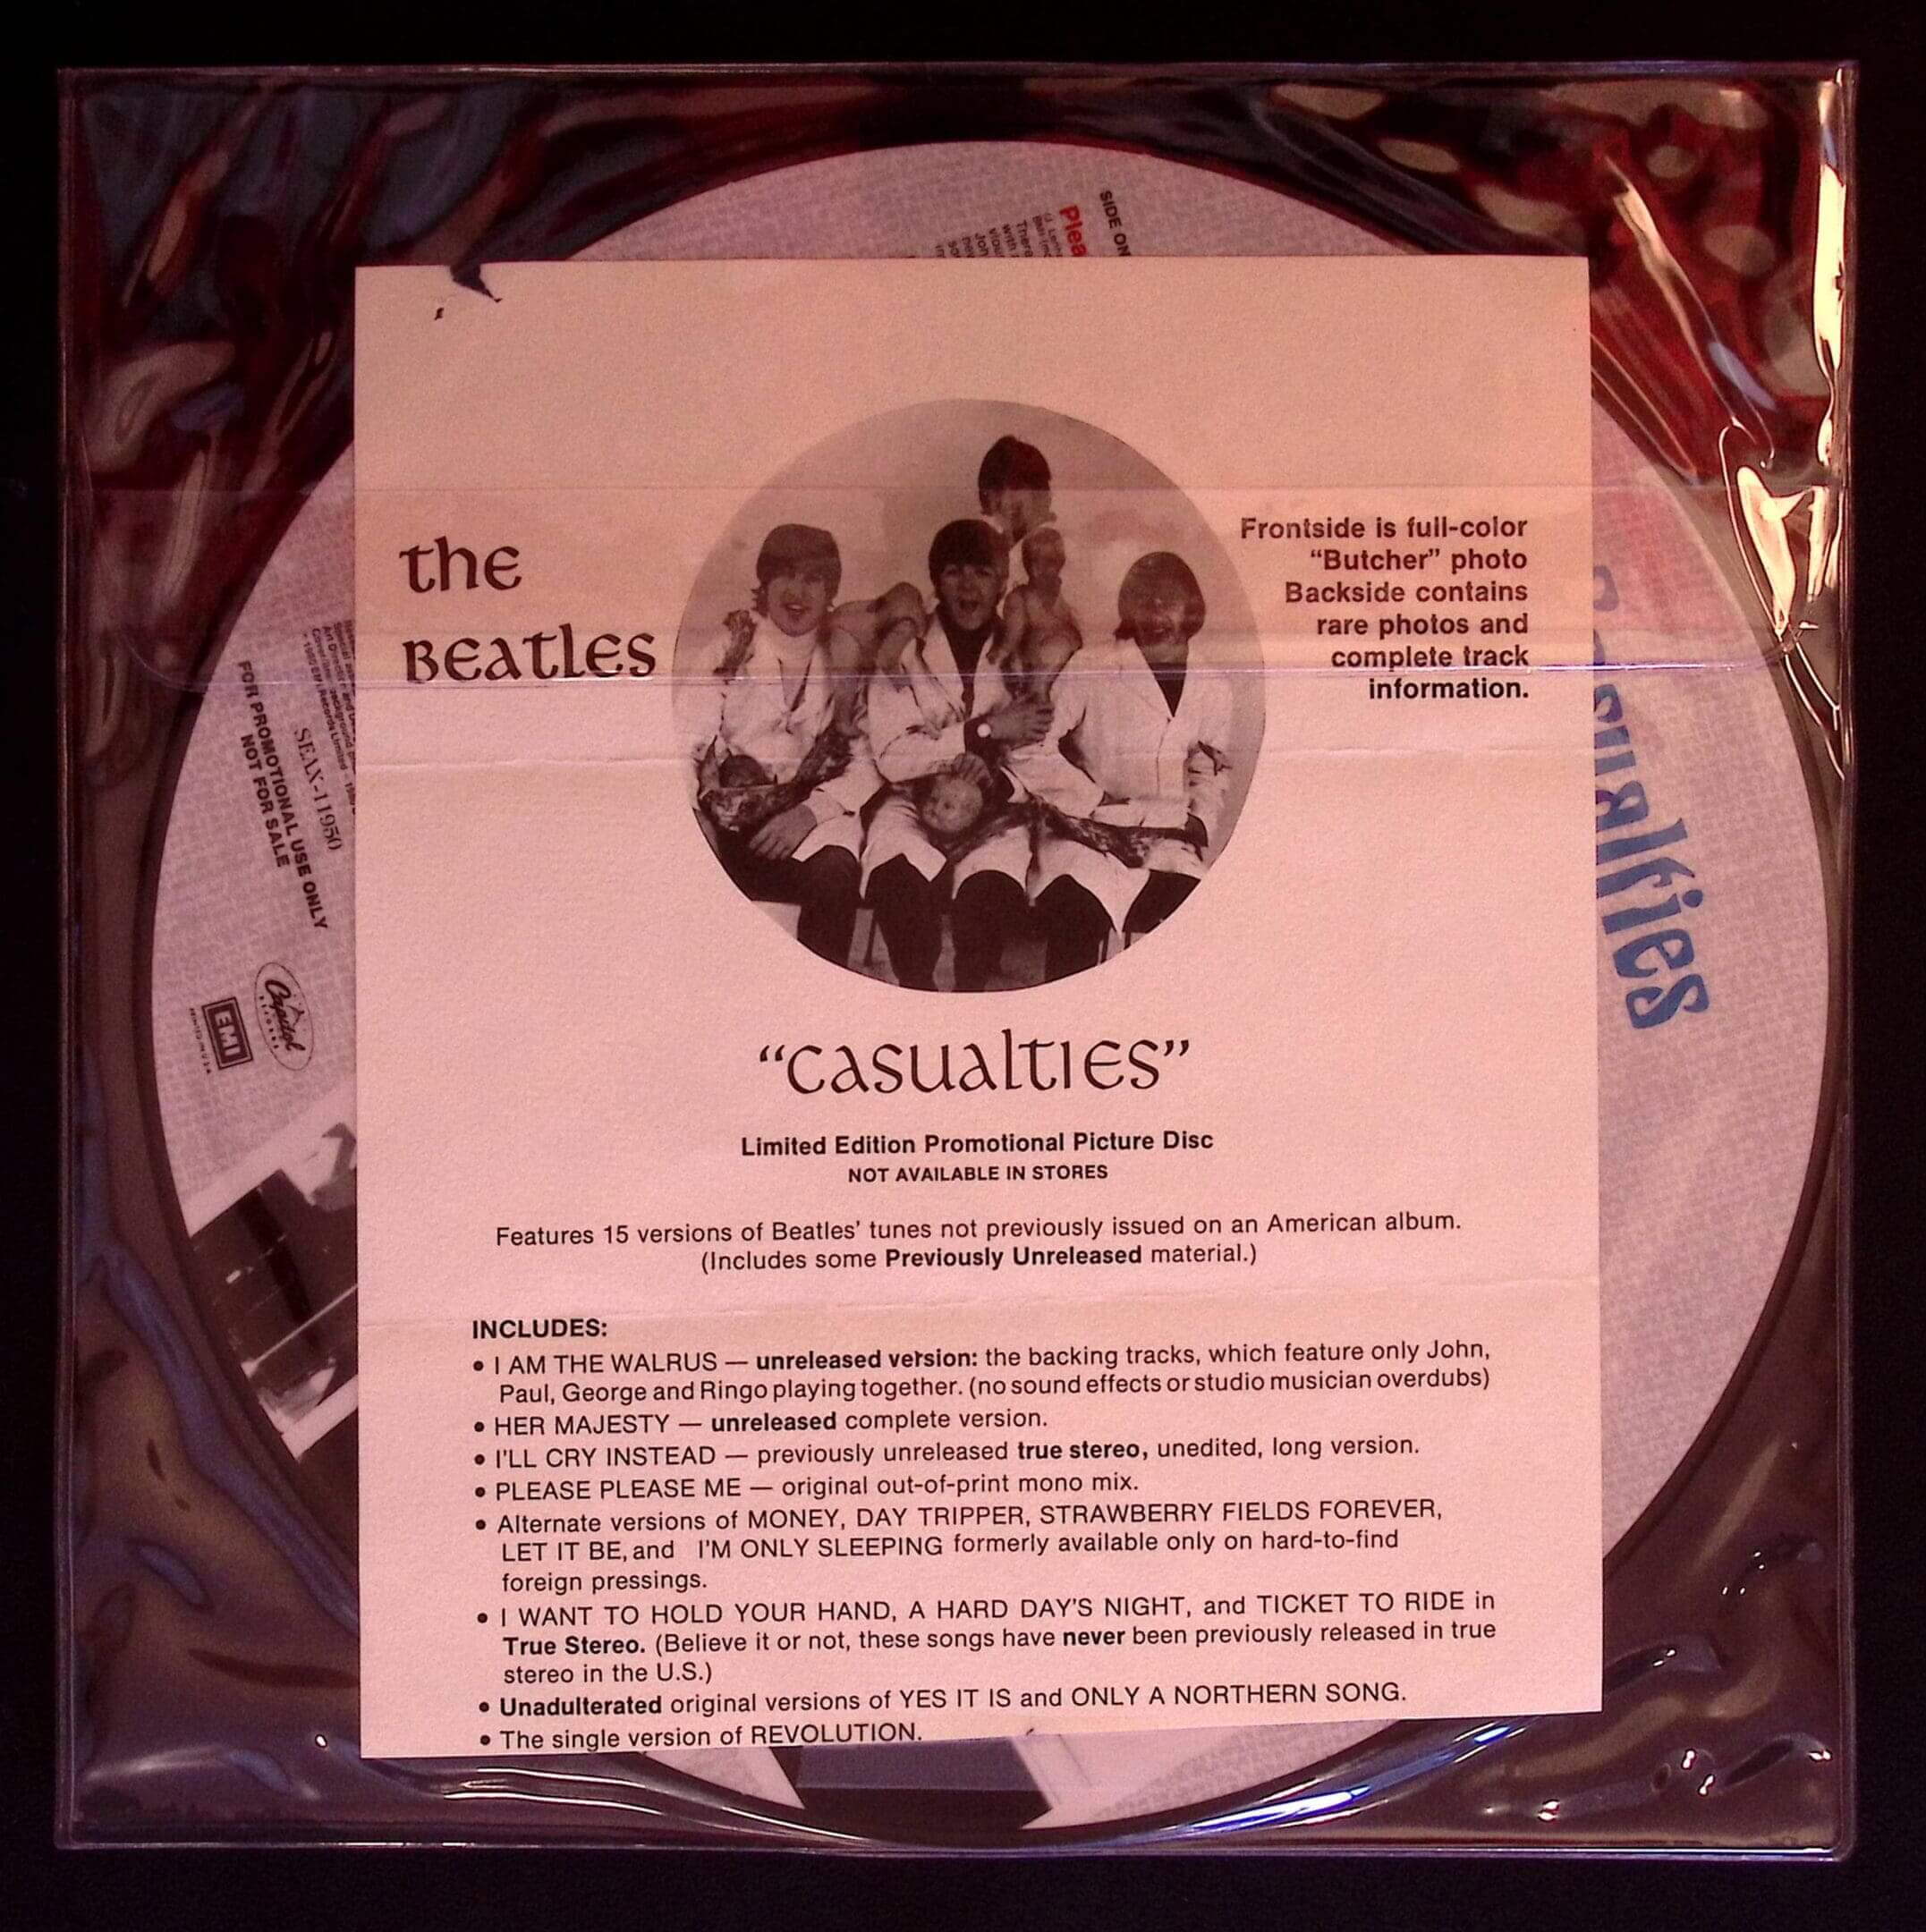 SIDE ON
Plea
the
BEATLES
Frontside is full-color
“Butcher” photo
Backside contains
rare photos and
complete track
information.
SEAX-11950
FOR PROMOTIONAL USE ONLY
NOT FOR SALE
Capitol
RECORDS
EMI
PRINTED IN U.S.A.
sualties
“CASUALTIES”
Limited Edition Promotional Picture Disc
NOT AVAILABLE IN STORES
Features 15 versions of Beatles’ tunes not previously issued on an American album.
(Includes some Previously Unreleased material.)
INCLUDES:
• I AM THE WALRUS — unreleased version: the backing tracks, which feature only John,
Paul, George and Ringo playing together. (no sound effects or studio musician overdubs)
• HER MAJESTY — unreleased complete version.
• I'LL CRY INSTEAD — previously unreleased true stereo, unedited, long version.
• PLEASE PLEASE ME — original out-of-print mono mix.
• Alternate versions of MONEY, DAY TRIPPER, STRAWBERRY FIELDS FOREVER,
LET IT BE, and I'M ONLY SLEEPING formerly available only on hard-to-find
foreign pressings.
• I WANT TO HOLD YOUR HAND, A HARD DAY'S NIGHT, and TICKET TO RIDE in
True Stereo. (Believe it or not, these songs have never been previously released in true
stereo in the U.S.)
• Unadulterated original versions of YES IT IS and ONLY A NORTHERN SONG.
• The single version of REVOLUTION.